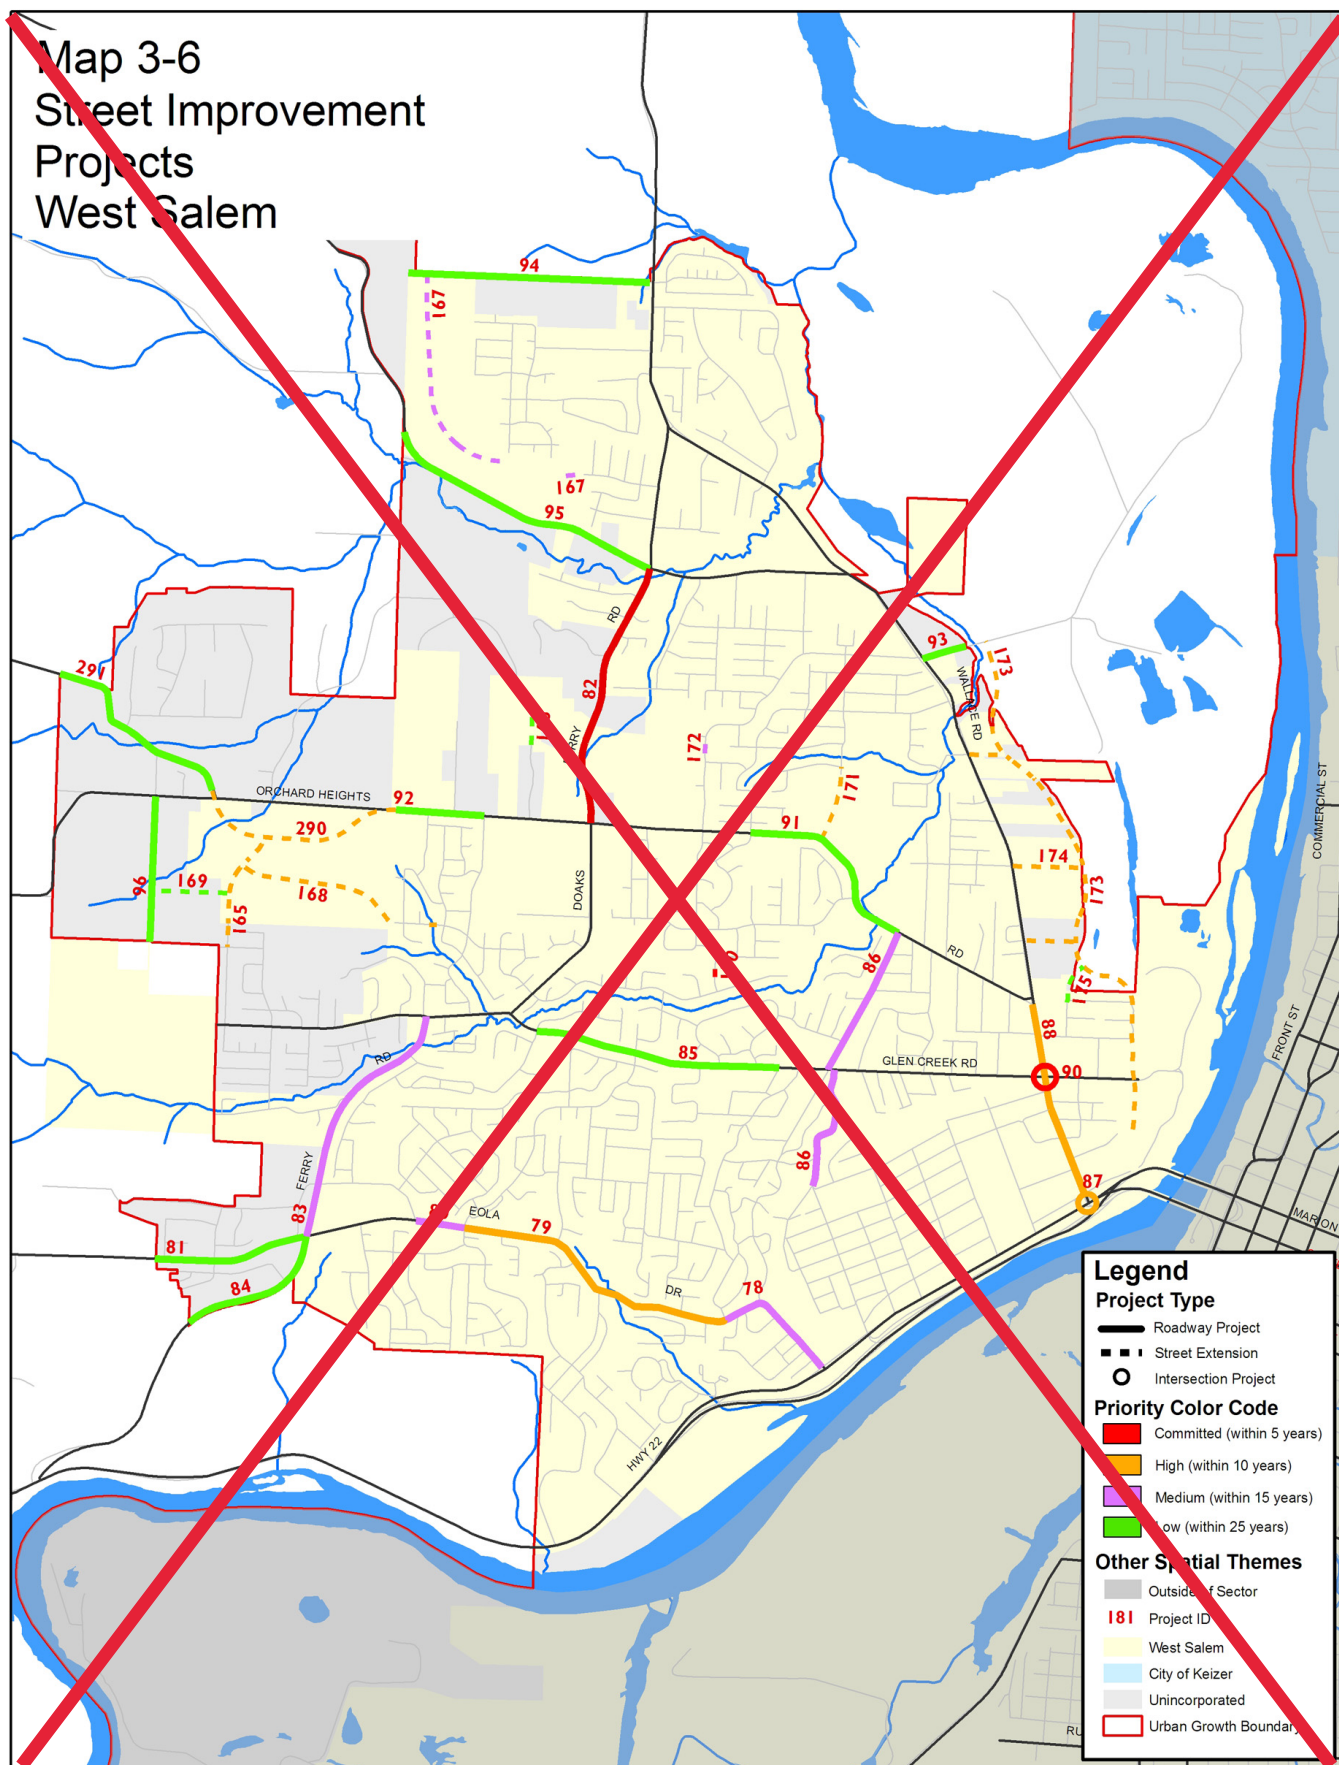 Map 3-6
Street Improvement
Projects
West Salem
94
167
167
95
RD
93
173
WALLACE RD
291
82
172
171
ORCHARD HEIGHTS
92
91
290
COMMERCIAL ST
174
173
96
169
168
165
DOAKS
86
RD
175
FRONT ST
88
85
GLEN CREEK RD
90
RD
86
FERRY
83
87
EOLA
79
MARION
81
84
DR
78
HWY 22
Legend
Project Type
Roadway Project
Street Extension
Intersection Project
Priority Color Code
Committed (within 5 years)
High (within 10 years)
Medium (within 15 years)
Low (within 25 years)
Other Spatial Themes
Outside of Sector
181 Project ID
West Salem
City of Keizer
Unincorporated
Urban Growth Boundary
RU